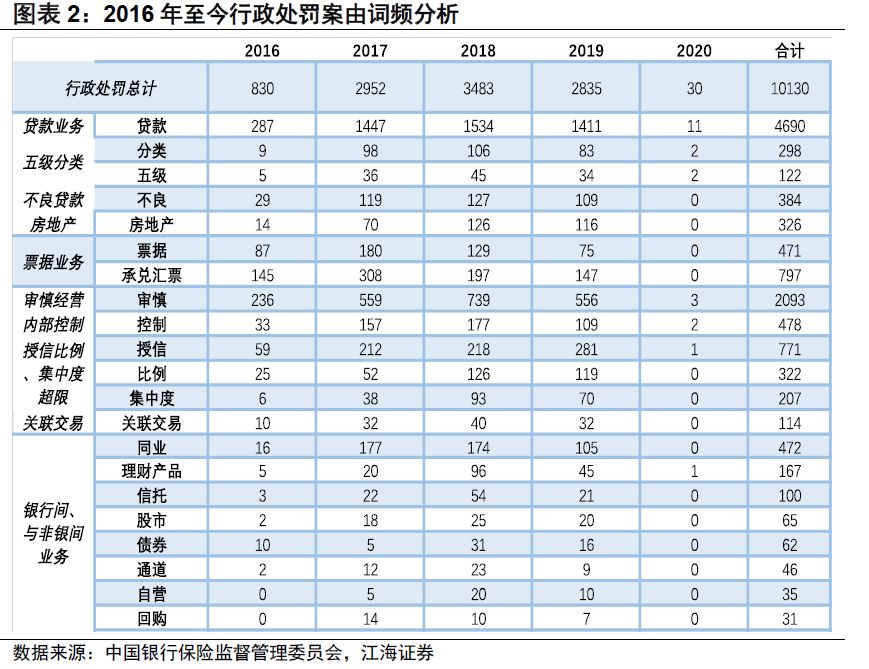 图表 2：2016 年至今行政处罚案由词频分析
2016 2017 2018 2019 2020 合计
行政处罚总计 830 2952 3483 2835 30 10130
贷款业务 贷款 287 1447 1534 1411 11 4690
五级分类 分类 9 98 106 83 2 298
五级 5 36 45 34 2 122
不良贷款 不良 29 119 127 109 0 384
房地产 房地产 14 70 126 116 0 326
票据业务 票据 87 180 129 75 0 471
承兑汇票 145 308 197 147 0 797
审慎经营 审慎 236 559 739 556 3 2093
内部控制 控制 33 157 177 109 2 478
授信比例 授信 59 212 218 281 1 771
、集中度 比例 25 52 126 119 0 322
超限 集中度 6 38 93 70 0 207
关联交易 关联交易 10 32 40 32 0 114
银行间、
与非银间
业务
同业 16 177 174 105 0 472
理财产品 5 20 96 45 1 167
信托 3 22 54 21 0 100
股市 2 18 25 20 0 65
债券 10 5 31 16 0 62
通道 2 12 23 9 0 46
自营 0 5 20 10 0 35
回购 0 14 10 7 0 31
数据来源：中国银行保险监督管理委员会，江海证券